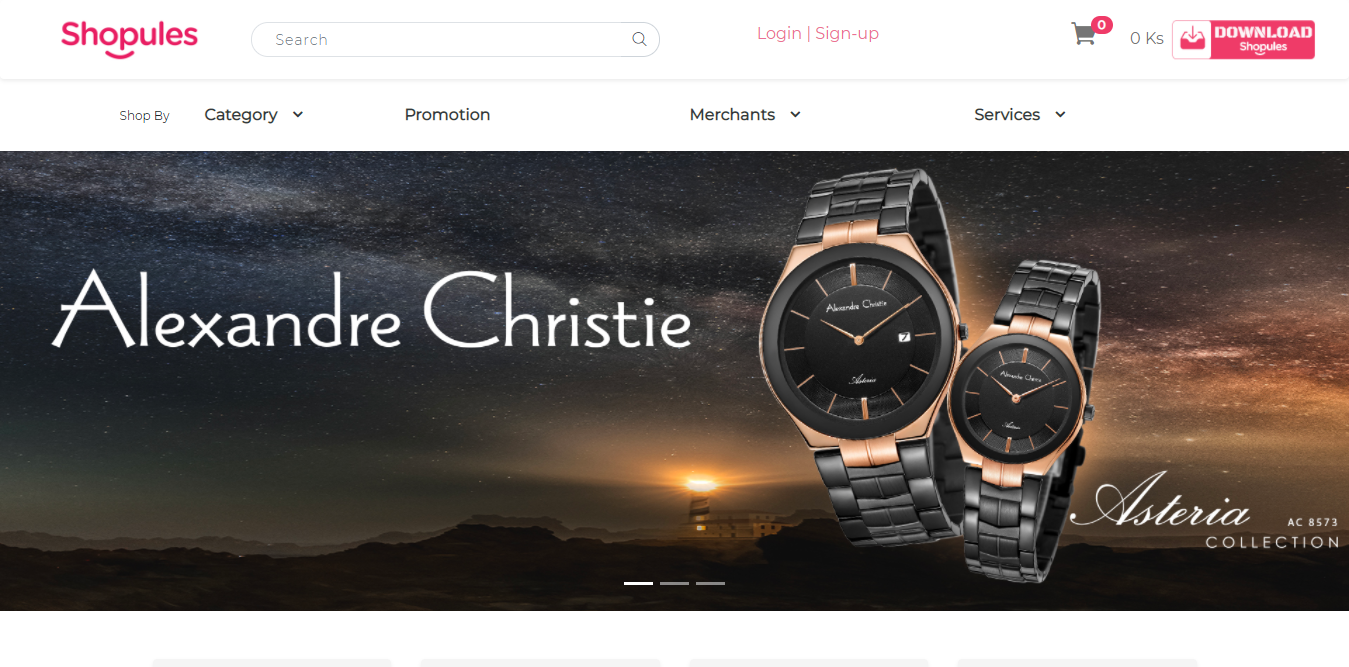 Shopules
Search
Login | Sign-up
0
0 Ks
DOWNLOAD
Shopules
Shop By
Category
Promotion
Merchants
Services
Alexandre Christie
Alexandre Christie
7
Asteria
Alexandre Christie
Asteria
Asteria
AC 8573
COLLECTION